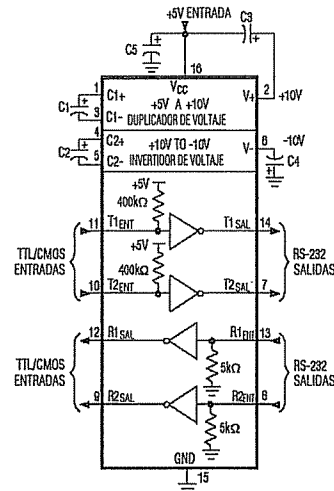 +5V ENTRADA
C3
C5
16
VCC
1
C1+
+5V A +10V
V+
2
+10V
C1
3
C1-
DUPLICADOR DE VOLTAJE
4
C2+
+10V TO -10V
V-
6
-10V
C2
5
C2-
INVERTIDOR DE VOLTAJE
C4
+5V
400kΩ
11
T1ENT
T1SAL
14
+5V
TTL/CMOS
ENTRADAS
400kΩ
RS-232
SALIDAS
10
T2ENT
T2SAL
7
12
R1SAL
R1ENT
13
TTL/CMOS
ENTRADAS
5kΩ
RS-232
SALIDAS
9
R2SAL
R2ENT
8
5kΩ
GND
15